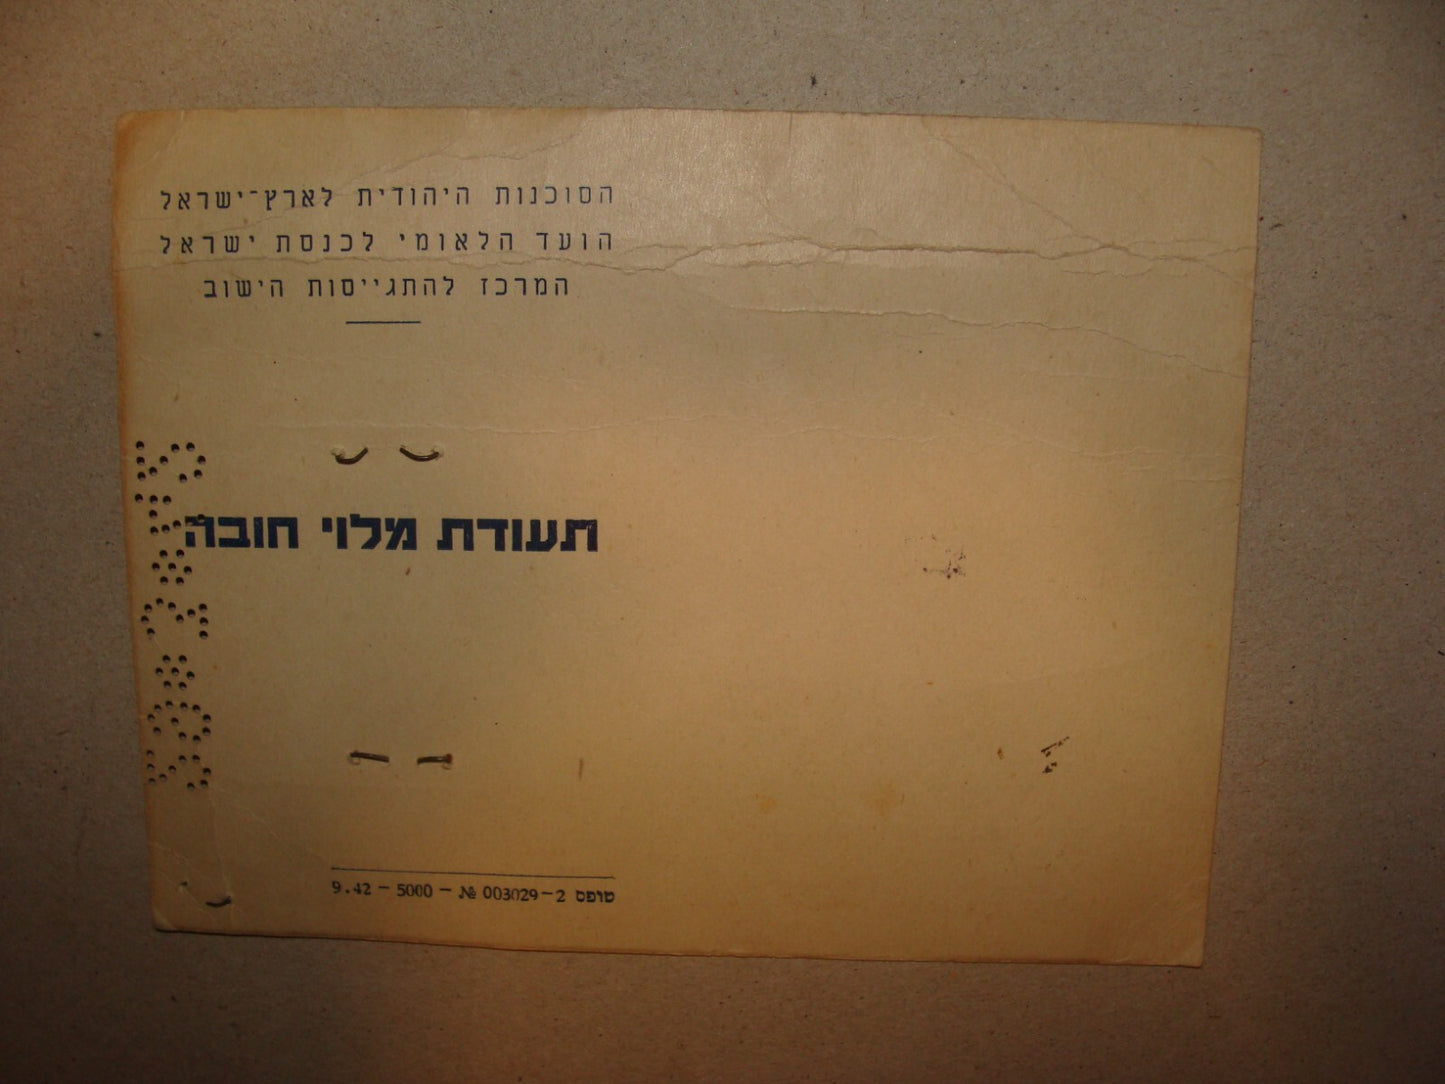 הסוכנות היהודית לארץ־ישראל
הועד הלאומי לכנסת ישראל
המרכז להתגייסות הישוב
תעודת מלוי חובה
טופס 2–003029 № – 5000 – 9.42